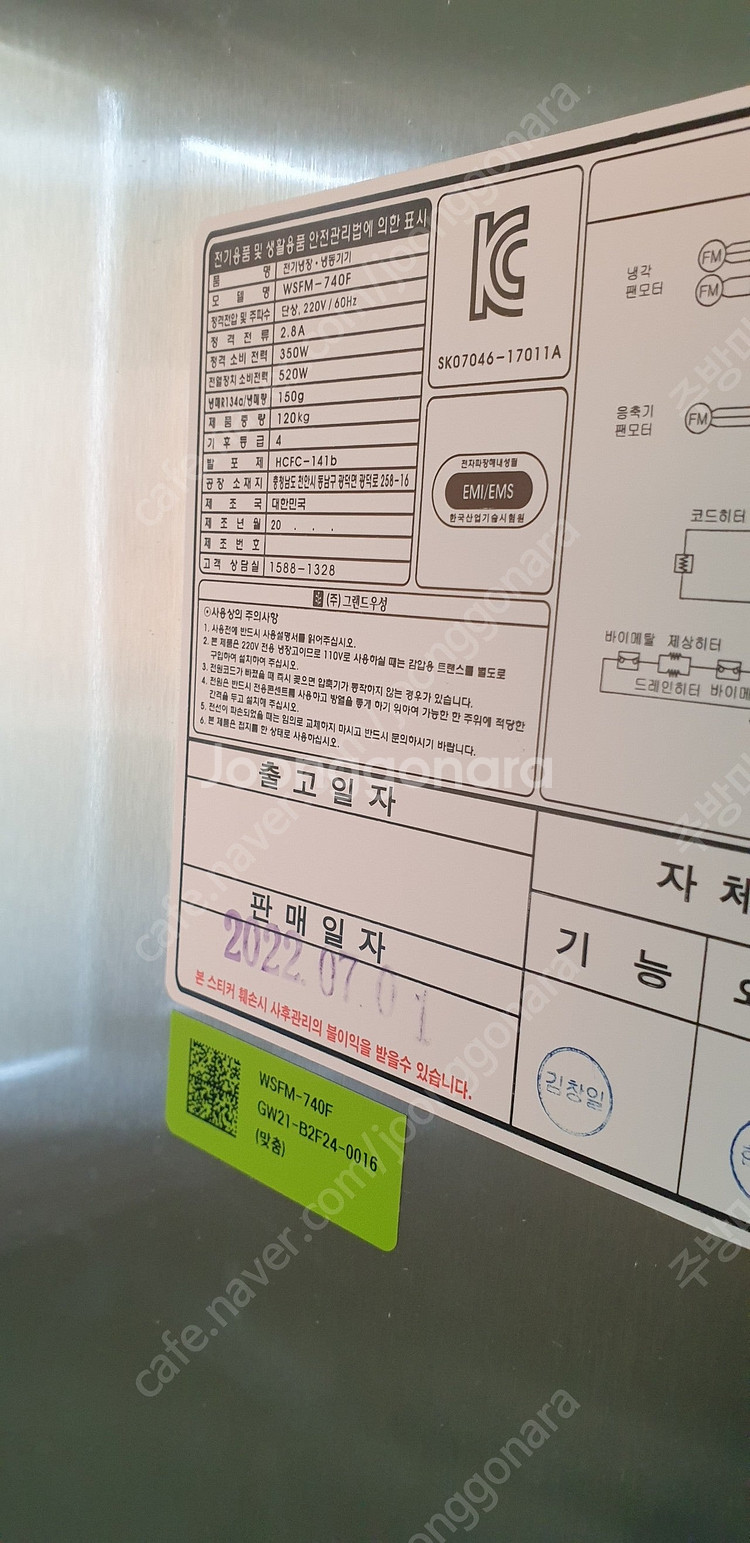 전기용품 및 생활용품 안전관리법에 의한 표시
품 명 전기냉장·냉동기기
모 델 명 WSFM-740F
정격전압 및 주파수 단상, 220V / 60Hz
정 격 전 류 2.8A
정격 소비 전력 350W
전열장치 소비전력 520W
냉매R134a/냉매량 150g
제 품 중 량 120kg
기 후 등 급 4
발 포 제 HCFC-141b
공장 소재지 충청남도 천안시 동남구 광덕면 광덕로 258-16
제 조 국 대한민국
제 조 년 월 20 . . .
제 조 번 호
고객 상담실 1588-1328
SK07046-17011A
전자파장해내성필
EMI/EMS
한국산업기술시험원
(주)그랜드우성
⊙사용상의 주의사항
1. 사용전에 반드시 사용설명서를 읽어주십시오.
2. 본 제품은 220V 전용 냉장고이므로 110V로 사용하실 때는 감압용 트랜스를 별도로
구입하여 설치하여 주십시오.
3. 전원코드가 빠졌을 때 즉시 꽂으면 압축기가 동작하지 않는 경우가 있습니다.
4. 전원은 반드시 전용콘센트를 사용하고 방열을 좋게 하기 위하여 가능한 한 주위에 적당한
간격을 두고 설치해 주십시오.
5. 전선이 파손되었을 때는 임의로 교체하지 마시고 반드시 문의하시기 바랍니다.
6. 본 제품은 접지를 한 상태로 사용하십시오.
냉각
팬모터
FM
FM
응축기
팬모터
FM
코드히터
바이메탈 제상히터
드레인히터 바이메
출고일자
판매일자
2022.07.01
본 스티커 훼손시 사후관리의 불이익을 받을수 있습니다.
자 체
기 능
김창일
WSFM-740F
GW21-B2F24-0016
(맞춤)
Joonggonara
cafe.naver.com/joonggonara
주방마